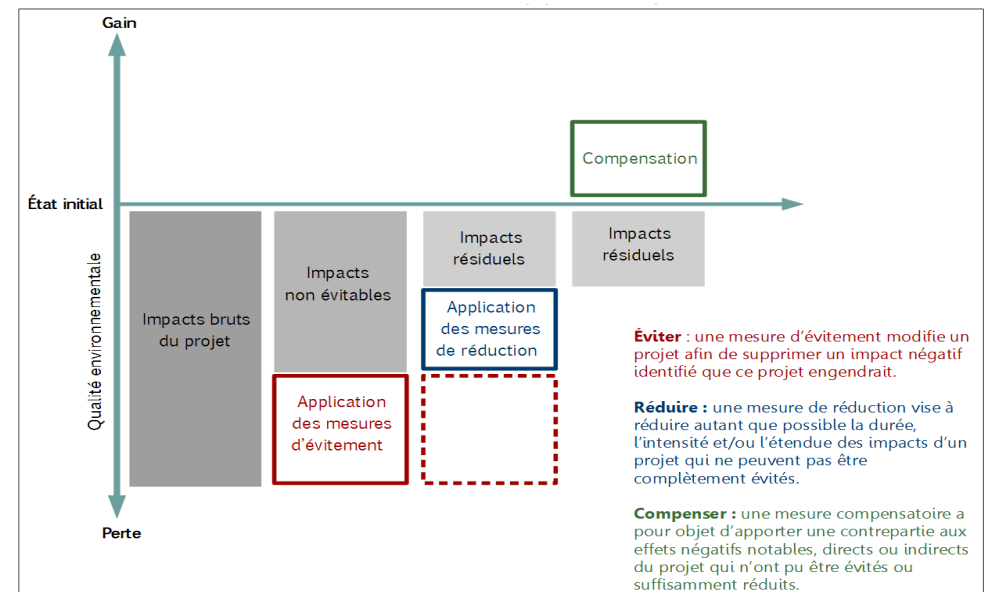 Gain
Compensation
État initial
Qualité environnementale
Impacts bruts
du projet
Impacts
non évitables
Application
des mesures
d'évitement
Impacts
résiduels
Application
des mesures
de réduction
Impacts
résiduels
Perte
Éviter : une mesure d'évitement modifie un
projet afin de supprimer un impact négatif
identifié que ce projet engendrait.
Réduire : une mesure de réduction vise à
réduire autant que possible la durée,
l'intensité et/ou l'étendue des impacts d'un
projet qui ne peuvent pas être
complètement évités.
Compenser : une mesure compensatoire a
pour objet d'apporter une contrepartie aux
effets négatifs notables, directs ou indirects
du projet qui n'ont pu être évités ou
suffisamment réduits.